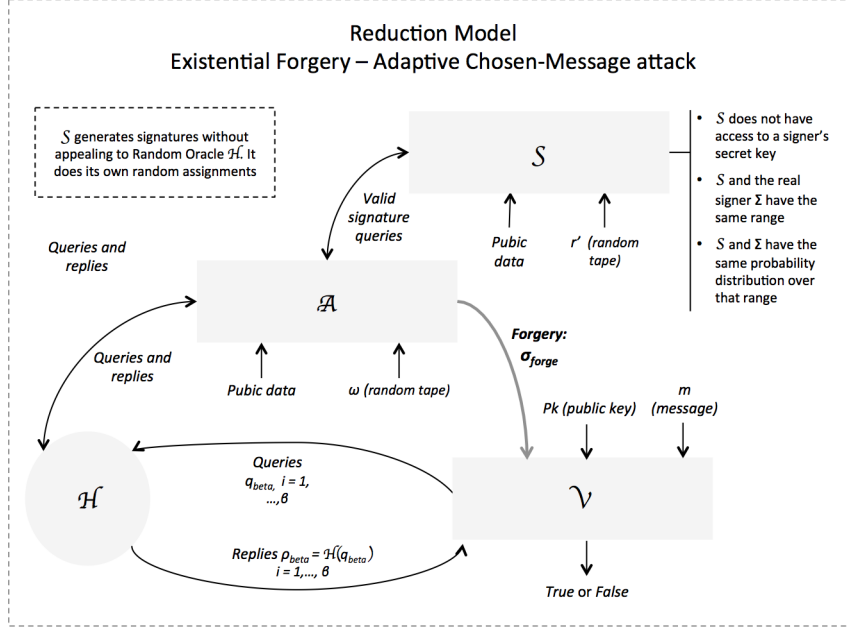 Reduction Model
Existential Forgery – Adaptive Chosen-Message attack
S generates signatures without
appealing to Random Oracle H. It
does its own random assignments
S
• S does not have
access to a signer's
secret key
• S and the real
signer Σ have the
same range
• S and Σ have the
same probability
distribution over
that range
Valid
signature
queries
Pubic
data
r' (random
tape)
Queries and
replies
A
Queries and
replies
Pubic data
ω (random tape)
Forgery:
σforge
Pk (public key)
m
(message)
H
Queries
qbeta, i = 1,
...,β
V
Replies ρbeta = H(qbeta)
i = 1,..., β
True or False